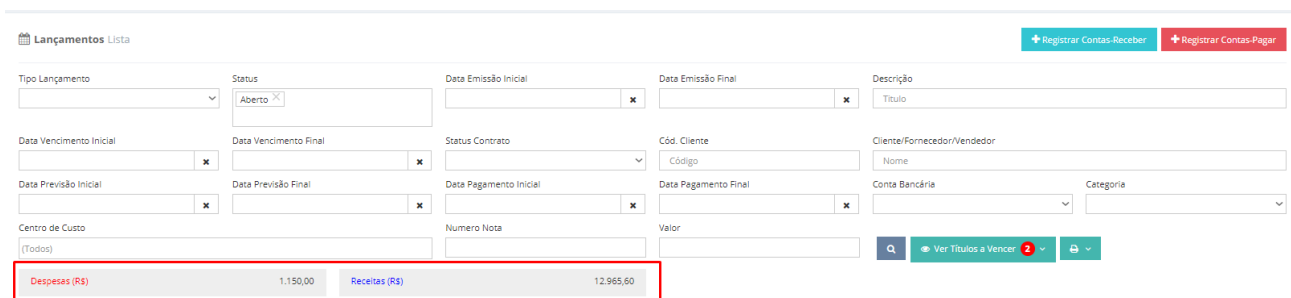 Lançamentos Lista
Registrar Contas-Receber
Registrar Contas-Pagar
Tipo Lançamento
Status
Data Emissão Inicial
Data Emissão Final
Descrição
Aberto
Titulo
Data Vencimento Inicial
Data Vencimento Final
Status Contrato
Cód. Cliente
Cliente/Fornecedor/Vendedor
Código
Nome
Data Previsão Inicial
Data Previsão Final
Data Pagamento Inicial
Data Pagamento Final
Conta Bancária
Categoria
Centro de Custo
Numero Nota
Valor
(Todos)
Ver Títulos a Vencer 2
Despesas (R$) 1.150,00
Receitas (R$) 12.965,60